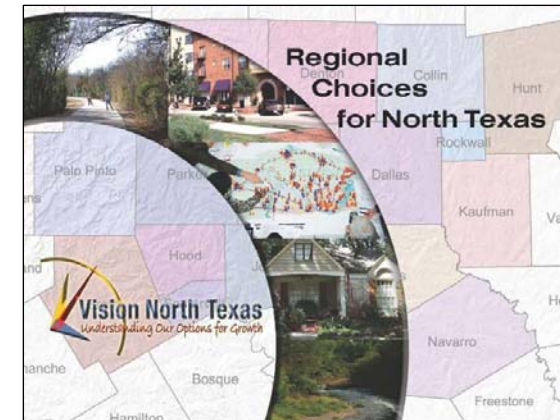 Regional
Choices
for North Texas
Denton
Collin
Hunt
Rockwall
Palo Pinto
Parker
Dallas
Kaufman
Hood
Vision North Texas
Understanding Our Options for Growth
Navarro
Bosque
Freestone
Hamilton